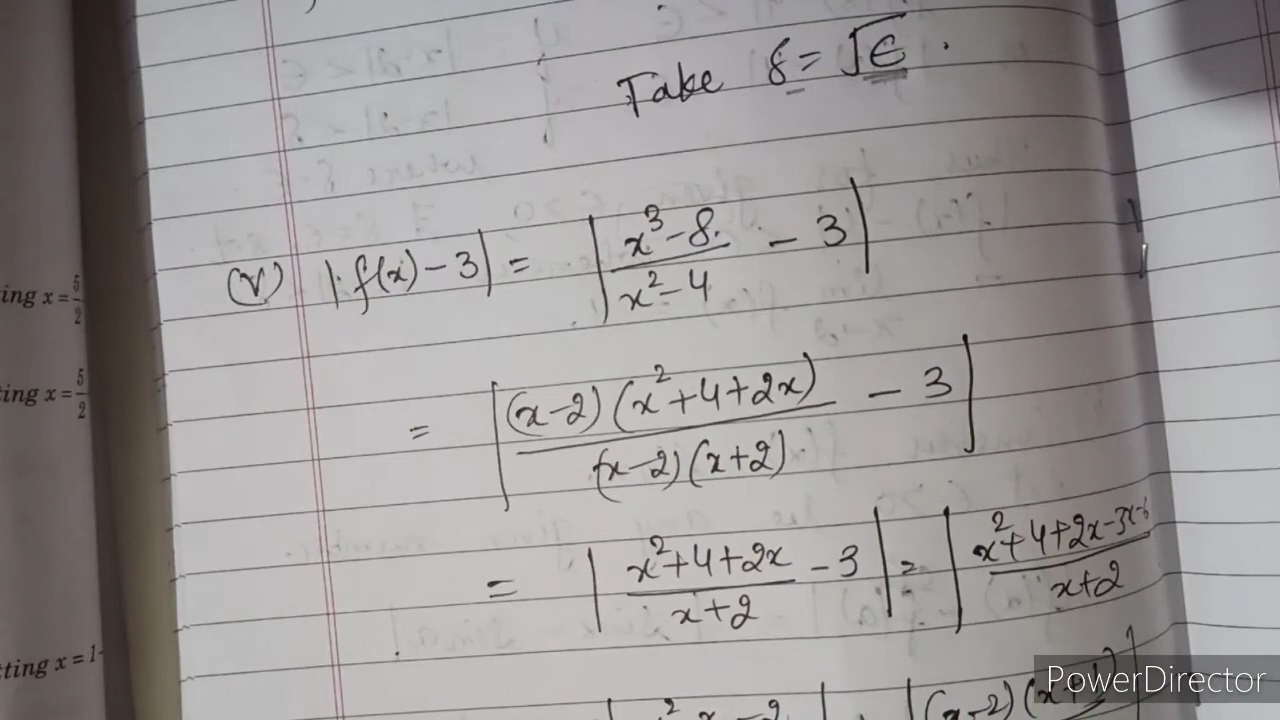 Take δ = √ϵ .
(v) |f(x) - 3| = | (x³ - 8) / (x² - 4) - 3 |
= | (x-2)(x²+4+2x) / (x-2)(x+2) - 3 |
= | (x²+4+2x) / (x+2) - 3 | = | (x²+4+2x-3x-6) / (x+2)
ting x = 5/2
ting x = 5/2
tting x = 1
PowerDirector